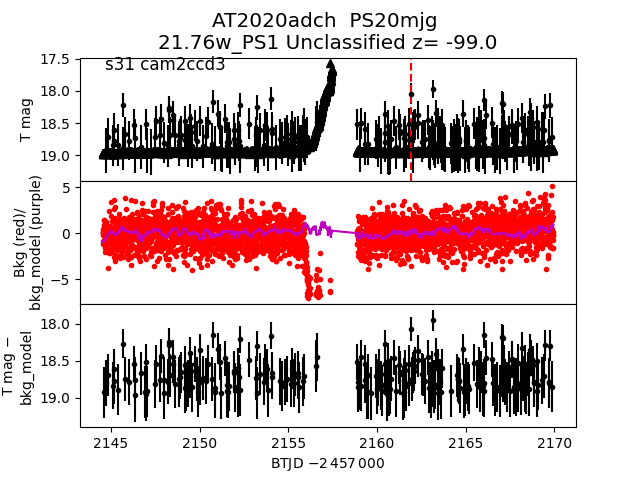 AT2020adch PS20mjg
21.76w_PS1 Unclassified z= -99.0
s31 cam2ccd3
17.5
18.0
18.5
19.0
T mag
5
0
−5
Bkg (red)/
bkg_model (purple)
18.0
18.5
19.0
T mag −
bkg_model
2145 2150 2155 2160 2165 2170
BTJD −2 457 000